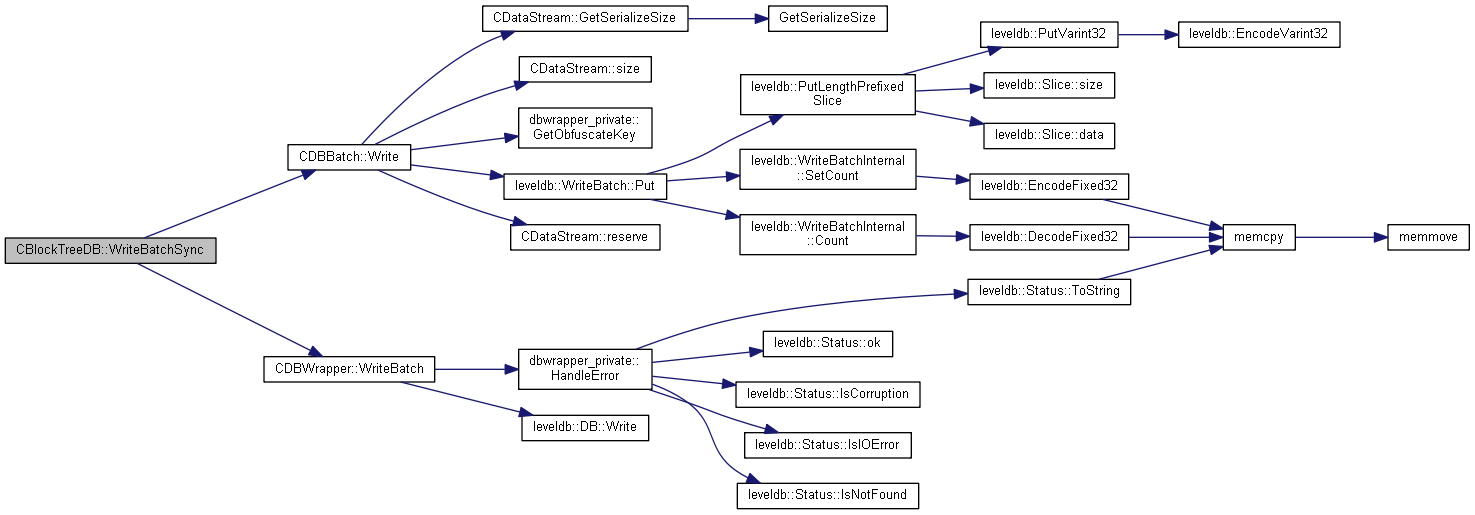 CBlockTreeDB::WriteBatchSync
CDBBatch::Write
CDBWrapper::WriteBatch
CDataStream::GetSerializeSize
CDataStream::size
dbwrapper_private::
GetObfuscateKey
leveldb::WriteBatch::Put
CDataStream::reserve
dbwrapper_private::
HandleError
leveldb::DB::Write
GetSerializeSize
leveldb::PutLengthPrefixed
Slice
leveldb::WriteBatchInternal
::SetCount
leveldb::WriteBatchInternal
::Count
leveldb::Status::ok
leveldb::Status::IsCorruption
leveldb::Status::IsIOError
leveldb::Status::IsNotFound
leveldb::PutVarint32
leveldb::Slice::size
leveldb::Slice::data
leveldb::EncodeFixed32
leveldb::DecodeFixed32
leveldb::Status::ToString
leveldb::EncodeVarint32
memcpy
memmove